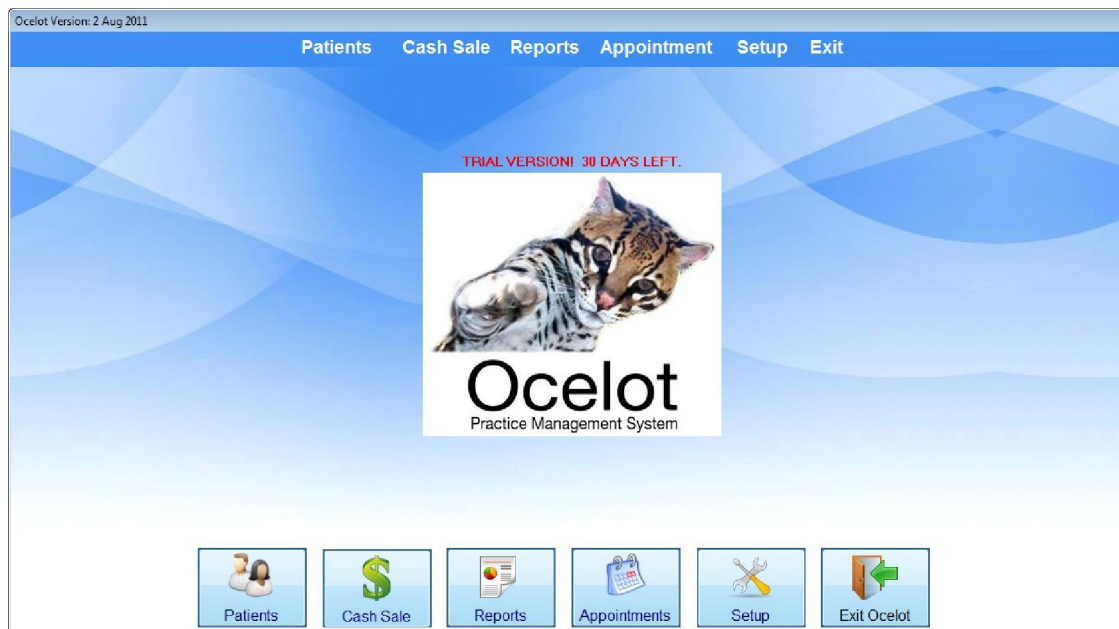 Ocelot Version: 2 Aug 2011
Patients Cash Sale Reports Appointment Setup Exit
TRIAL VERSION! 30 DAYS LEFT.
Ocelot
Practice Management System
Patients Cash Sale Reports Appointments Setup Exit Ocelot